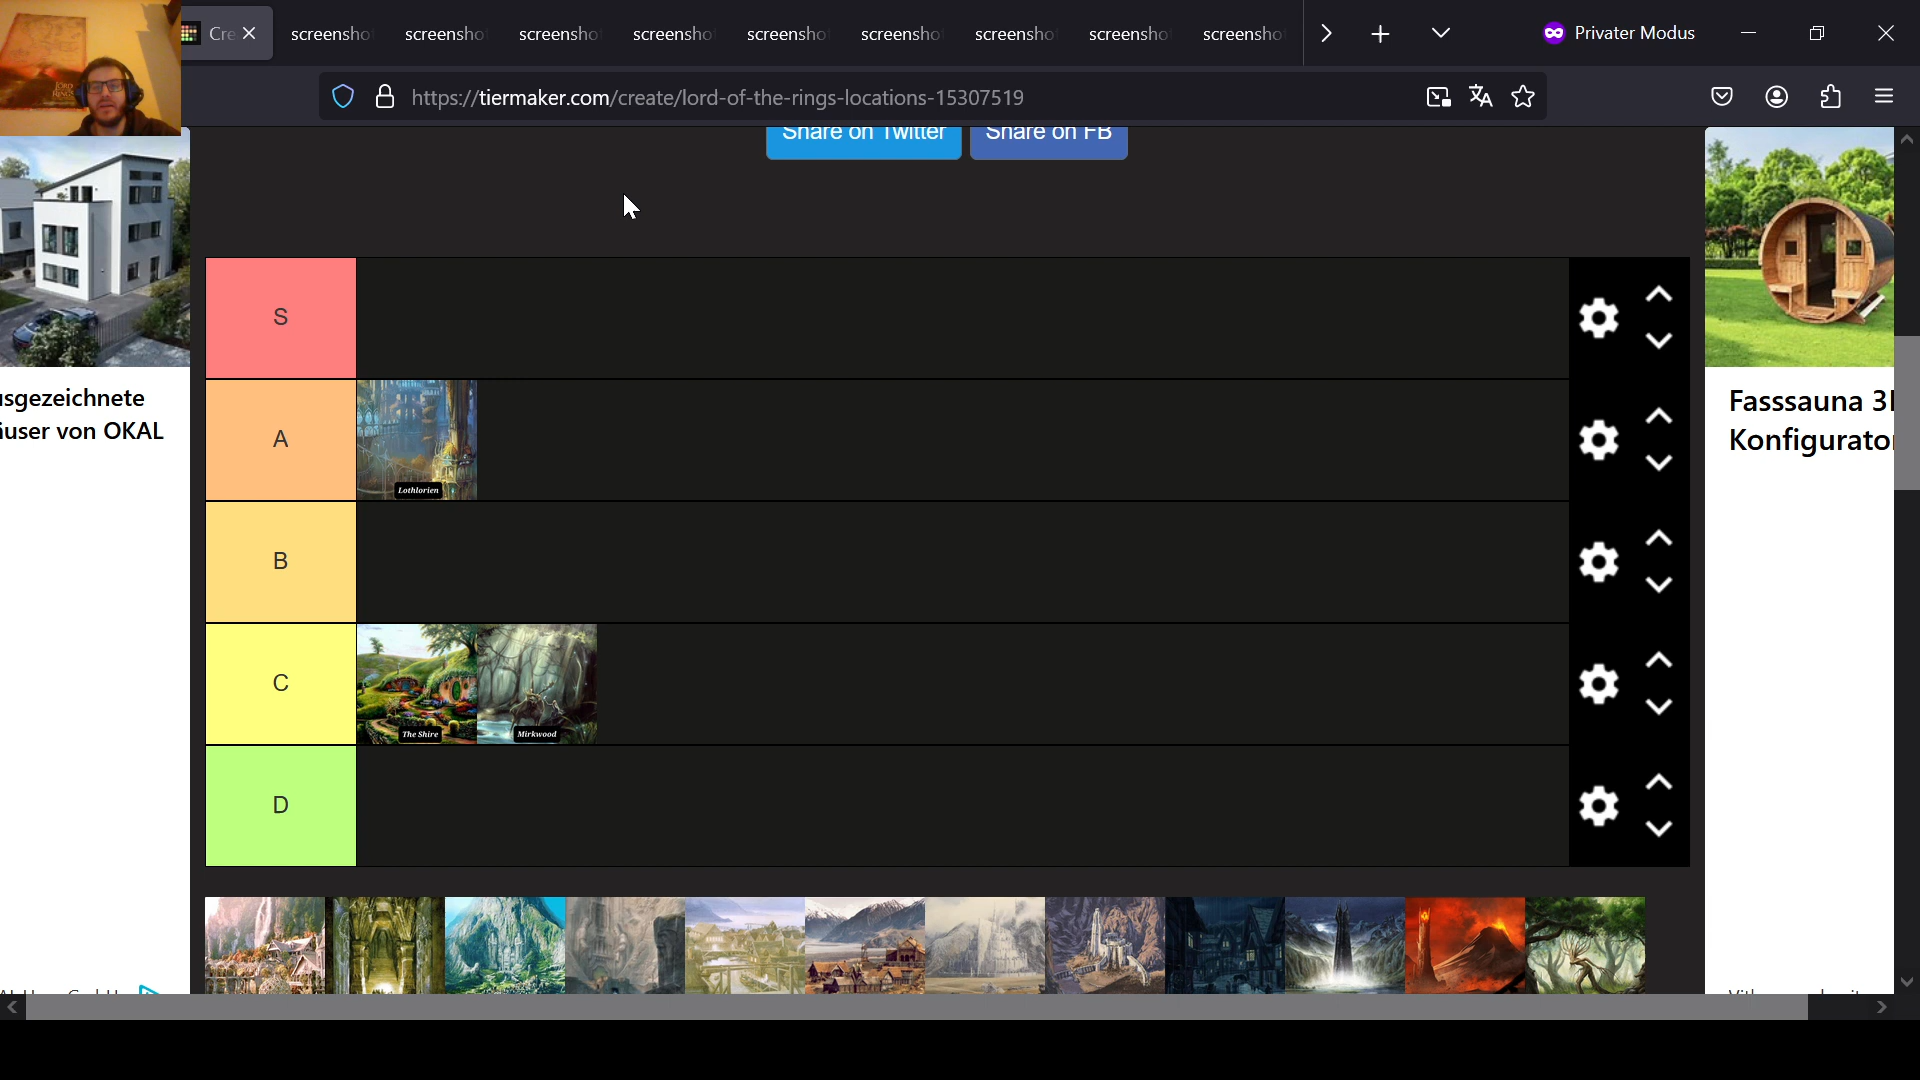 Cre
screensho
screensho
screensho
screensho
screensho
screensho
screensho
screensho
screensho
Privater Modus
https://tiermaker.com/create/lord-of-the-rings-locations-15307519
Share on Twitter
Share on FB
S
A
Lothlorien
B
C
The Shire
Mirkwood
D
usgezeichnete
äuser von OKAL
Fasssauna 3
Konfigurato